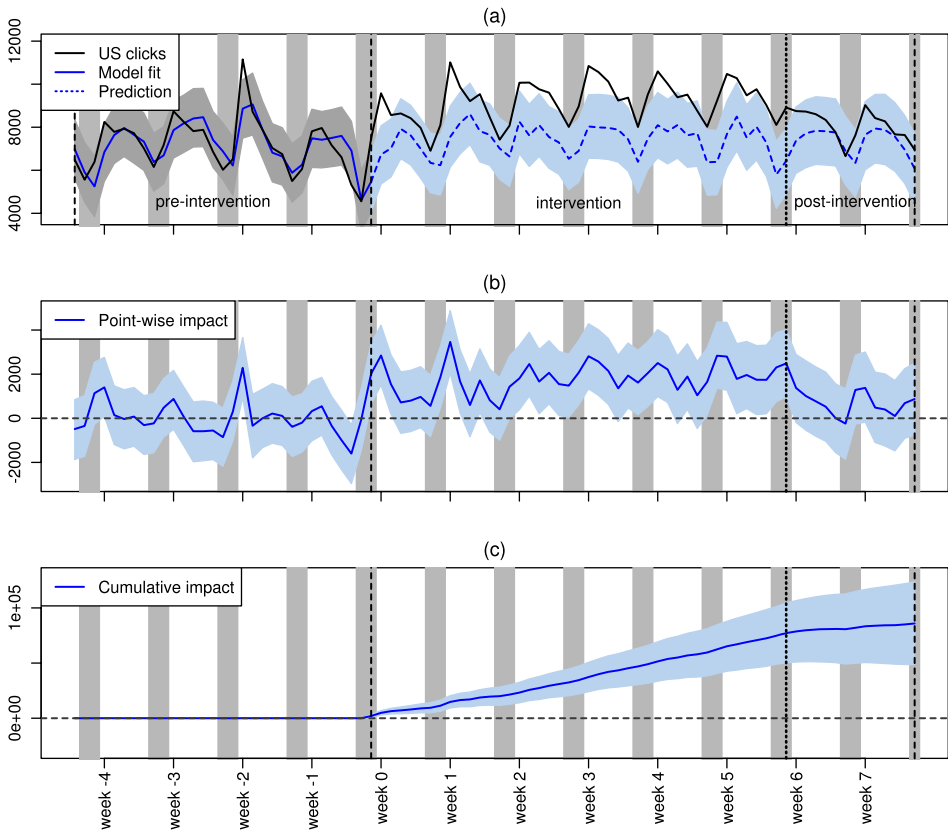 (a)
12000
8000
4000
US clicks
Model fit
Prediction
pre-intervention
intervention
post-intervention
(b)
2000
0
-2000
Point-wise impact
(c)
1e+05
0e+00
Cumulative impact
week -4
week -3
week -2
week -1
week 0
week 1
week 2
week 3
week 4
week 5
week 6
week 7